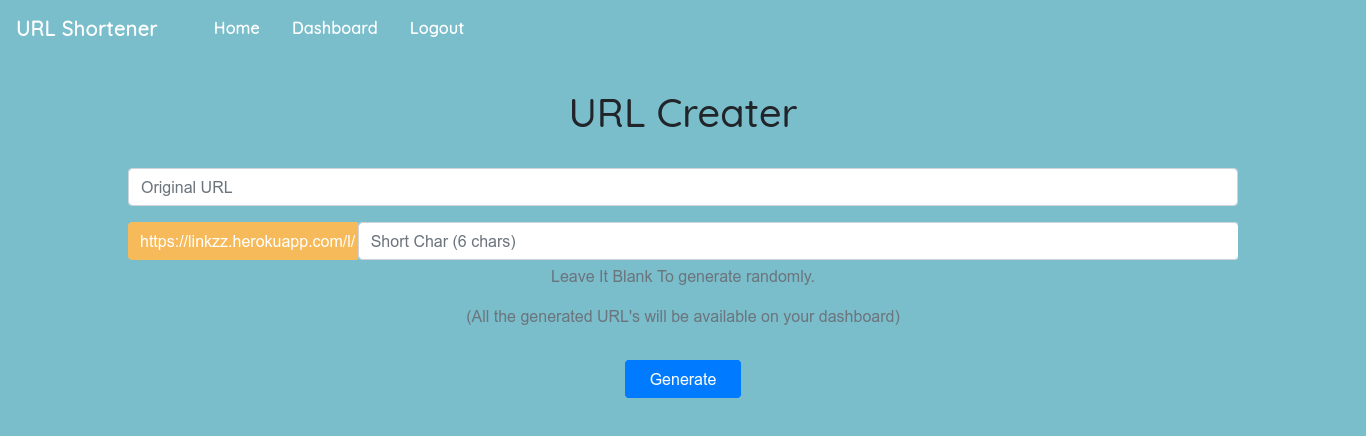 URL Shortener Home Dashboard Logout
URL Creater
Original URL
https://linkzz.herokuapp.com/l/ Short Char (6 chars)
Leave It Blank To generate randomly.
(All the generated URL's will be available on your dashboard)
Generate